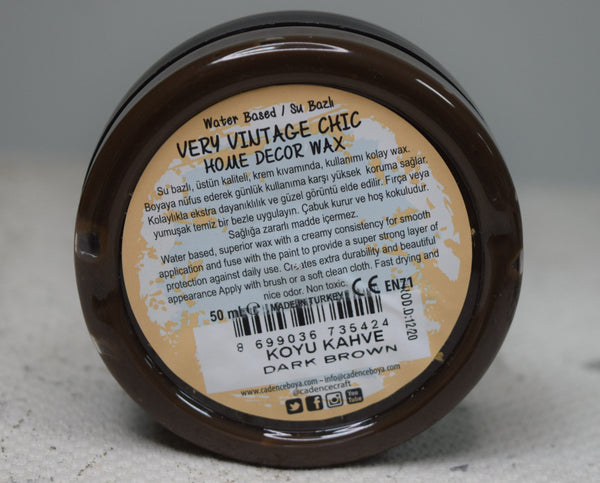 Water Based / Su Bazlı
VERY VINTAGE CHIC
HOME DECOR WAX
Su bazlı, üstün kaliteli, krem kıvamında, kullanımı kolay wax.
Boyaya nüfus ederek günlük kullanıma karşı yüksek koruma sağlar.
Kolaylıkla ekstra dayanıklılık ve güzel görüntü elde edilir. Fırça veya
yumuşak temiz bir bezle uygulayın. Çabuk kurur ve hoş kokuludur.
Sağlığa zararlı madde içermez.
Water based, superior wax with a creamy consistency for smooth
application and fuse with the paint to provide a super strong layer of
protection against daily use. Creates extra durability and beautiful
appearance Apply with brush or a soft clean cloth. Fast drying and
nice odor. Non toxic.
50 ml e MADE IN TURKEY CE ENZ1
8 699036 735424
KOYU KAHVE
DARK BROWN
www.cadenceboya.com - info@cadenceboya.com
@cadencecraft
You Tube